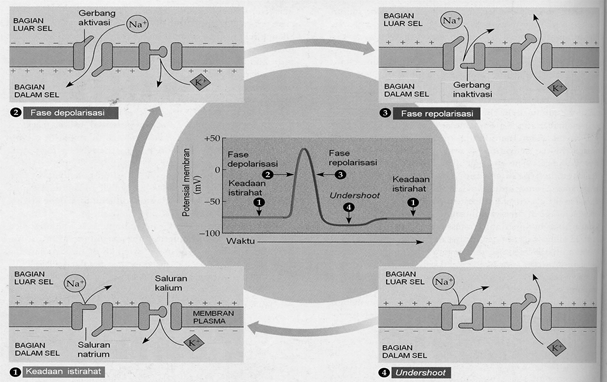 BAGIAN
LUAR SEL
Gerbang
aktivasi
Na+
K+
BAGIAN
DALAM SEL
2 Fase depolarisasi
BAGIAN
LUAR SEL
Na+
K+
Gerbang
inaktivasi
BAGIAN
DALAM SEL
3 Fase repolarisasi
Potensial membran
(mV)
+50
0
−50
−100
Fase
depolarisasi
2
Fase
repolarisasi
3
Keadaan
istirahat
1
Undershoot
4
Keadaan
istirahat
1
Waktu
BAGIAN
LUAR SEL
Na+
Saluran
kalium
MEMBRAN
PLASMA
BAGIAN
DALAM SEL
Saluran
natrium
K+
1 Keadaan istirahat
BAGIAN
LUAR SEL
Na+
K+
BAGIAN
DALAM SEL
4 Undershoot